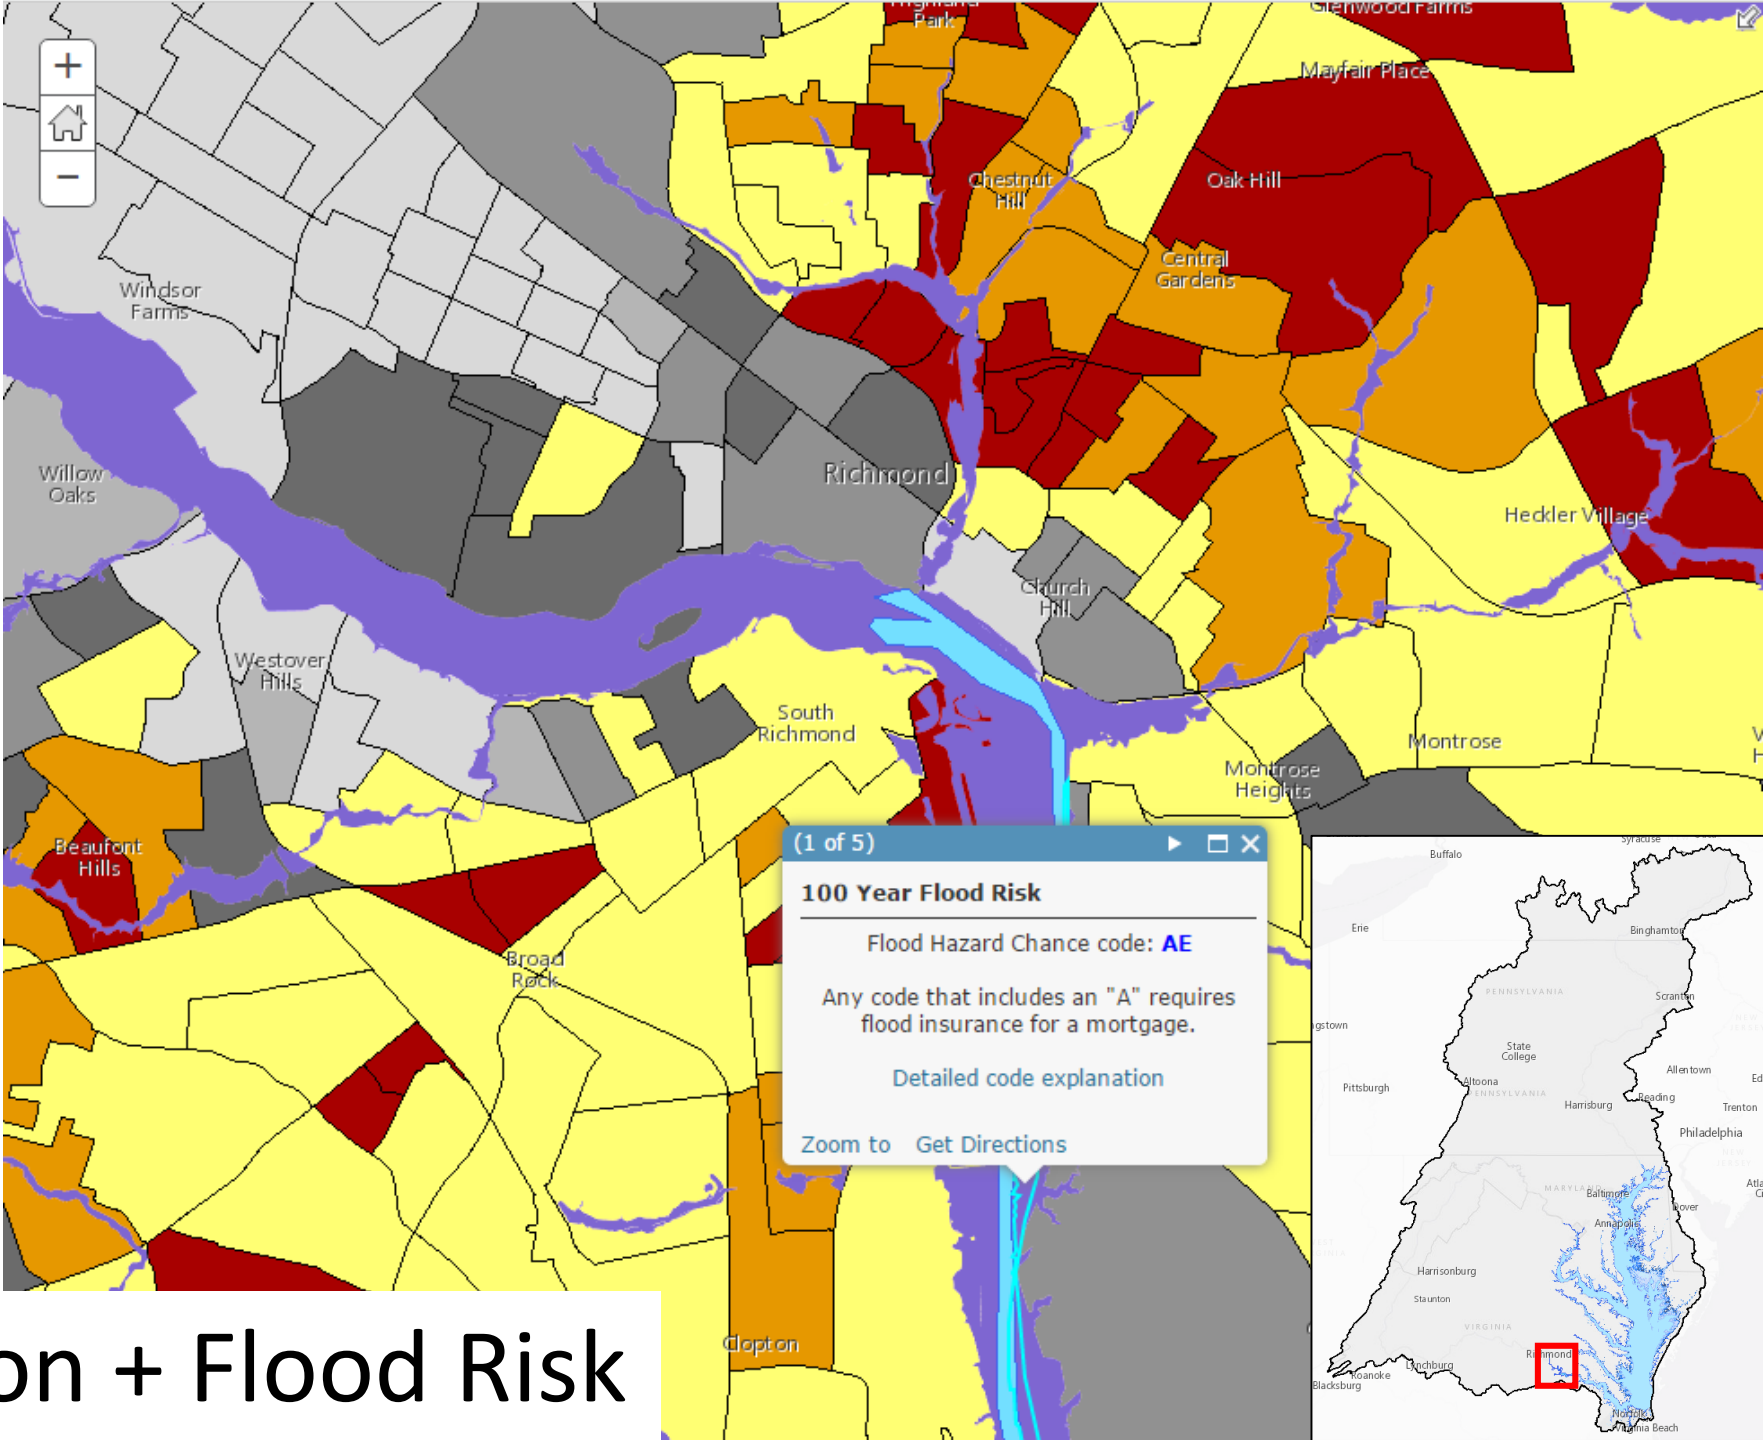 Park
Glenwood Farms
Mayfair Place
+
−
Chestnut
Hill
Oak Hill
Central
Gardens
Windsor
Farms
Willow
Oaks
Richmond
Heckler Village
Church
Hill
Westover
Hills
South
Richmond
Montrose
Montrose
Heights
Beaufont
Hills
Broad
Rock
(1 of 5)
100 Year Flood Risk
Flood Hazard Chance code: AE
Any code that includes an "A" requires
flood insurance for a mortgage.
Detailed code explanation
Zoom to Get Directions
Clopton
on + Flood Risk
Syracuse
Buffalo
Erie
Binghamton
PENNSYLVANIA
Scranton
gstown
State
College
Allentown
Altoona
Pittsburgh
PENNSYLVANIA
Reading
Harrisburg
Trenton
Philadelphia
MARYLAND
Baltimore
Dover
Annapolis
Harrisonburg
Staunton
VIRGINIA
Richmond
Lynchburg
Roanoke
Blacksburg
Norfolk
Virginia Beach